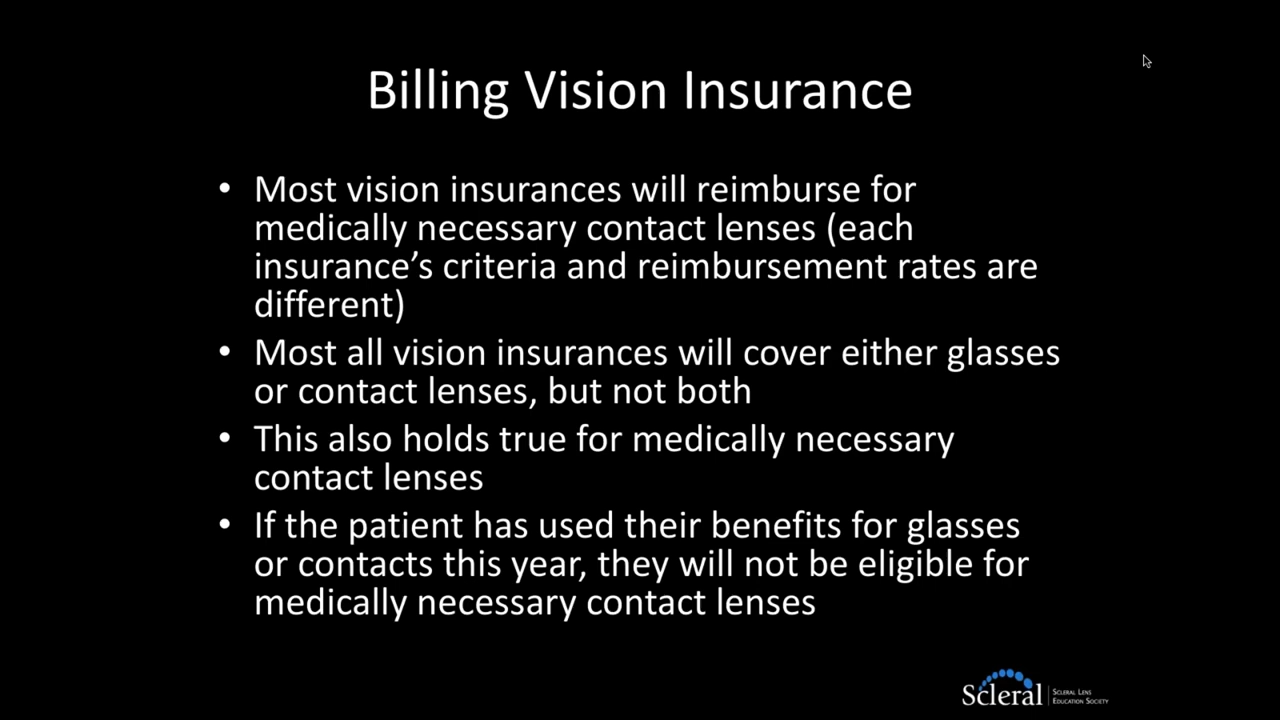 Billing Vision Insurance
• Most vision insurances will reimburse for
medically necessary contact lenses (each
insurance’s criteria and reimbursement rates are
different)
• Most all vision insurances will cover either glasses
or contact lenses, but not both
• This also holds true for medically necessary
contact lenses
• If the patient has used their benefits for glasses
or contacts this year, they will not be eligible for
medically necessary contact lenses
Scleral
Scleral Lens
Education Society